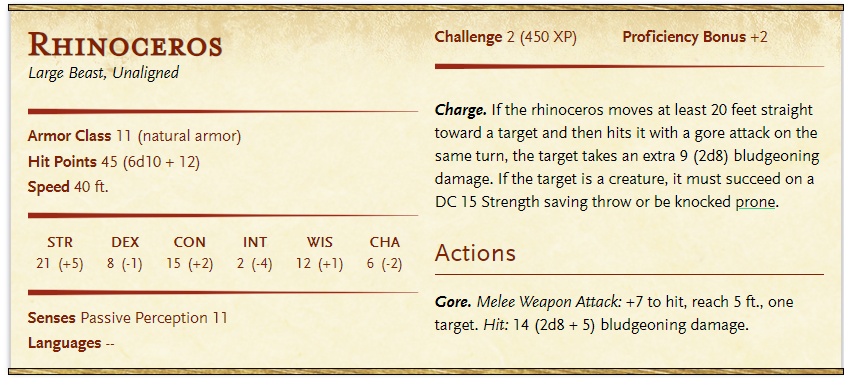 Rhinoceros
Large Beast, Unaligned
Armor Class 11 (natural armor)
Hit Points 45 (6d10 + 12)
Speed 40 ft.
STR DEX CON INT WIS CHA
21 (+5) 8 (-1) 15 (+2) 2 (-4) 12 (+1) 6 (-2)
Senses Passive Perception 11
Languages --
Challenge 2 (450 XP) Proficiency Bonus +2
Charge. If the rhinoceros moves at least 20 feet straight
toward a target and then hits it with a gore attack on the
same turn, the target takes an extra 9 (2d8) bludgeoning
damage. If the target is a creature, it must succeed on a
DC 15 Strength saving throw or be knocked prone.
Actions
Gore. Melee Weapon Attack: +7 to hit, reach 5 ft., one
target. Hit: 14 (2d8 + 5) bludgeoning damage.